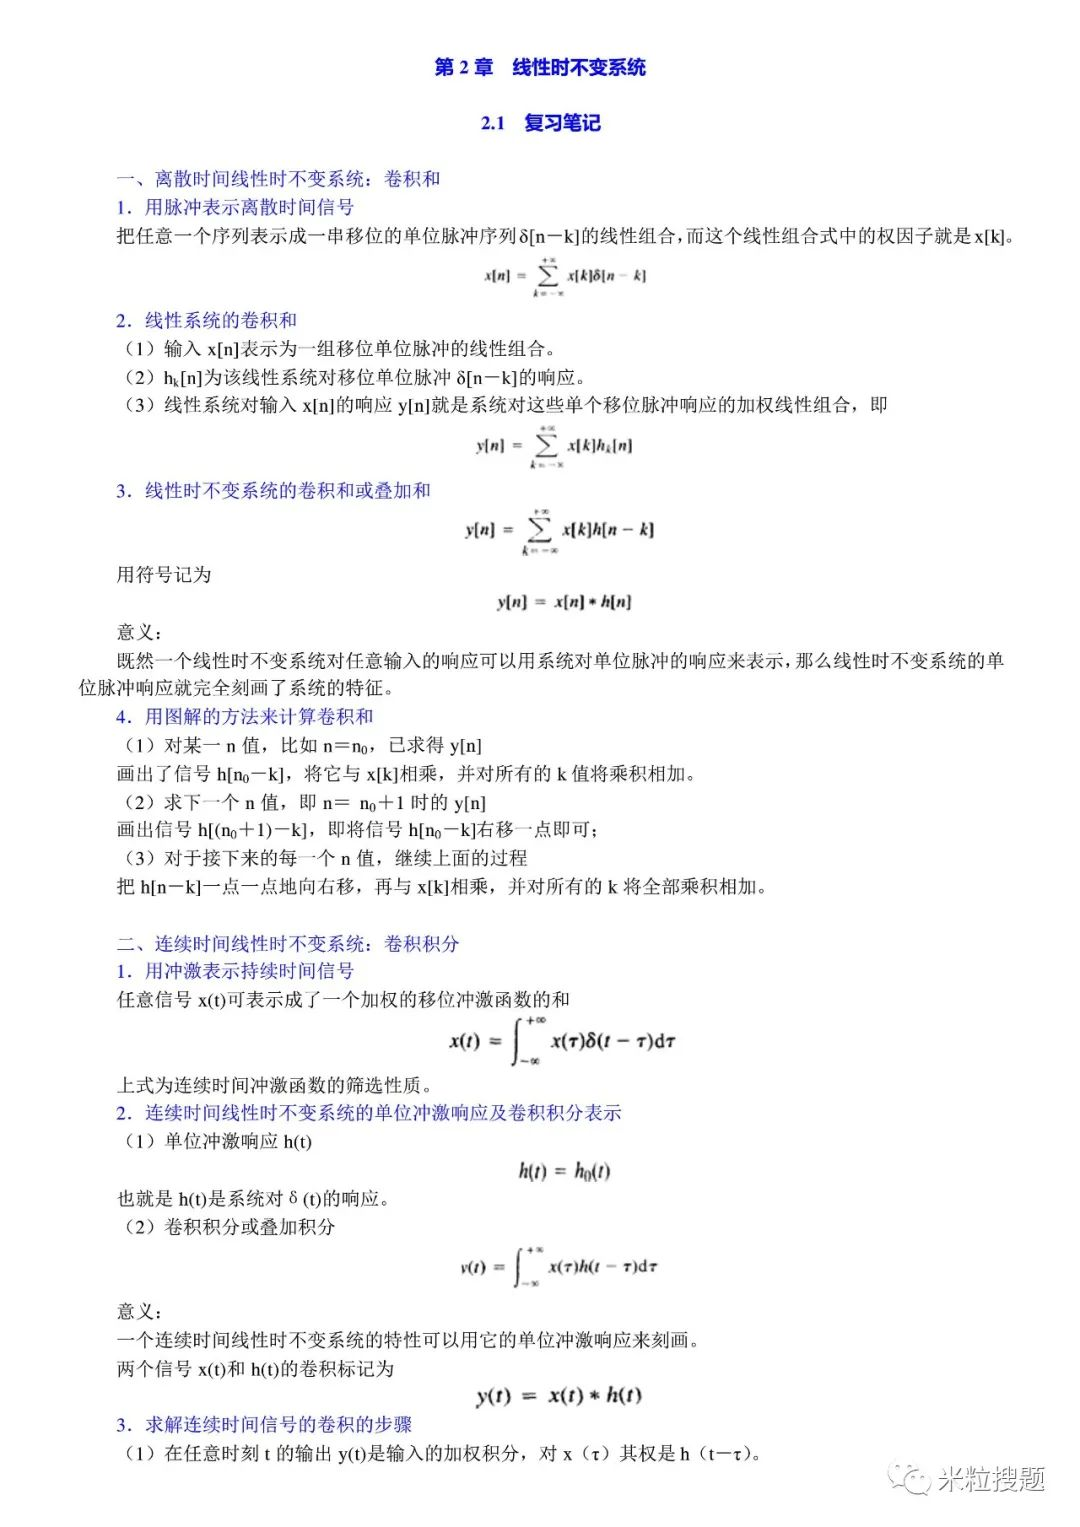 第 2 章 线性时不变系统
2.1 复习笔记
一、离散时间线性时不变系统：卷积和
1．用脉冲表示离散时间信号
把任意一个序列表示成一串移位的单位脉冲序列δ[n－k]的线性组合，而这个线性组合式中的权因子就是x[k]。
x[n] = ∑_{k=-∞}^{+∞} x[k]δ[n - k]
2．线性系统的卷积和
（1）输入 x[n]表示为一组移位单位脉冲的线性组合。
（2）hₖ[n]为该线性系统对移位单位脉冲 δ[n－k]的响应。
（3）线性系统对输入 x[n]的响应 y[n]就是系统对这些单个移位脉冲响应的加权线性组合，即
y[n] = ∑_{k=-∞}^{+∞} x[k]hₖ[n]
3．线性时不变系统的卷积和或叠加和
y[n] = ∑_{k=-∞}^{+∞} x[k]h[n - k]
用符号记为
y[n] = x[n] * h[n]
意义：
既然一个线性时不变系统对任意输入的响应可以用系统对单位脉冲的响应来表示，那么线性时不变系统的单
位脉冲响应就完全刻画了系统的特征。
4．用图解的方法来计算卷积和
（1）对某一 n 值，比如 n＝n₀，已求得 y[n]
画出了信号 h[n₀－k]，将它与 x[k]相乘，并对所有的 k 值将乘积相加。
（2）求下一个 n 值，即 n＝ n₀＋1 时的 y[n]
画出信号 h[(n₀＋1)－k]，即将信号 h[n₀－k]右移一点即可；
（3）对于接下来的每一个 n 值，继续上面的过程
把 h[n－k]一点一点地向右移，再与 x[k]相乘，并对所有的 k 将全部乘积相加。
二、连续时间线性时不变系统：卷积积分
1．用冲激表示持续时间信号
任意信号 x(t)可表示成了一个加权的移位冲激函数的和
x(t) = ∫_{-∞}^{+∞} x(τ)δ(t - τ)dτ
上式为连续时间冲激函数的筛选性质。
2．连续时间线性时不变系统的单位冲激响应及卷积积分表示
（1）单位冲激响应 h(t)
h(t) = h₀(t)
也就是 h(t)是系统对 δ (t)的响应。
（2）卷积积分或叠加积分
y(t) = ∫_{-∞}^{+∞} x(τ)h(t - τ)dτ
意义：
一个连续时间线性时不变系统的特性可以用它的单位冲激响应来刻画。
两个信号 x(t)和 h(t)的卷积标记为
y(t) = x(t) * h(t)
3．求解连续时间信号的卷积的步骤
（1）在任意时刻 t 的输出 y(t)是输入的加权积分，对 x（τ）其权是 h（t－τ）。
米粒搜题